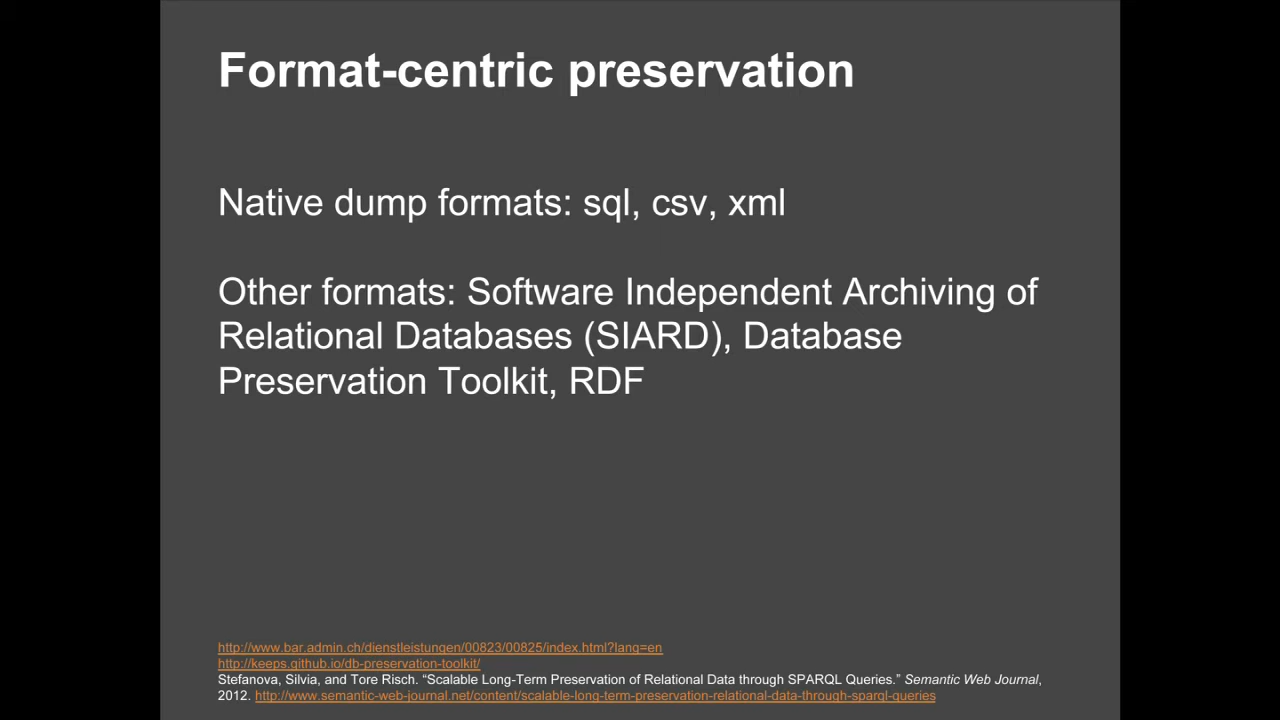 Format-centric preservation
Native dump formats: sql, csv, xml
Other formats: Software Independent Archiving of
Relational Databases (SIARD), Database
Preservation Toolkit, RDF
http://www.bar.admin.ch/dienstleistungen/00823/00825/index.html?lang=en
http://keeps.github.io/db-preservation-toolkit/
Stefanova, Silvia, and Tore Risch. “Scalable Long-Term Preservation of Relational Data through SPARQL Queries.” Semantic Web Journal,
2012. http://www.semantic-web-journal.net/content/scalable-long-term-preservation-relational-data-through-sparql-queries